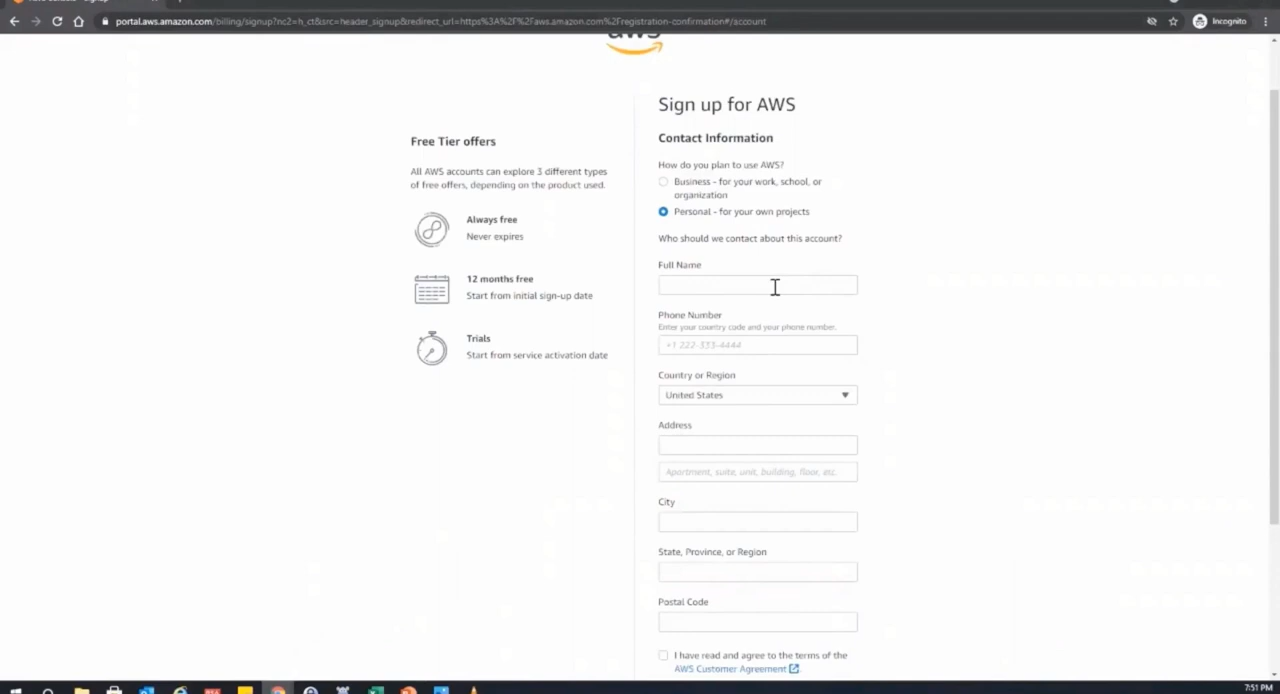 portal.aws.amazon.com/billing/signup?nc2=h_ct&src=header_signup&redirect_url=https%3A%2F%2Faws.amazon.com%2Fregistration-confirmation#/account
Incognito
aws
Sign up for AWS
Free Tier offers
All AWS accounts can explore 3 different types
of free offers, depending on the product used.
Always free
Never expires
12 months free
Start from initial sign-up date
Trials
Start from service activation date
Contact Information
How do you plan to use AWS?
Business - for your work, school, or
organization
Personal - for your own projects
Who should we contact about this account?
Full Name
Phone Number
Enter your country code and your phone number.
+1 222-333-4444
Country or Region
United States
Address
Apartment, suite, unit, building, floor, etc.
City
State, Province, or Region
Postal Code
I have read and agree to the terms of the
AWS Customer Agreement
7:51 PM